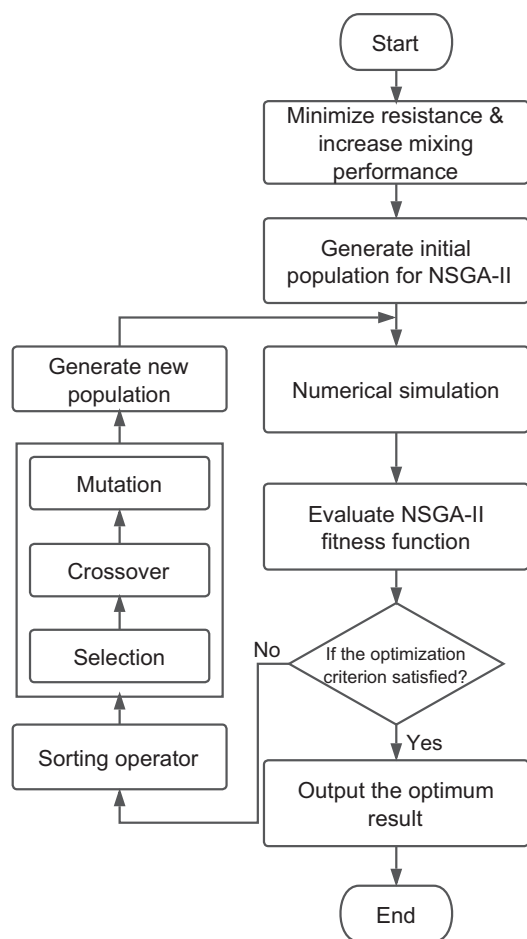 Start
Minimize resistance &
increase mixing
performance
Generate initial
population for NSGA-II
Generate new
population
Numerical simulation
Mutation
Evaluate NSGA-II
fitness function
Crossover
Selection
No
If the optimization
criterion satisfied?
Sorting operator
Yes
Output the optimum
result
End